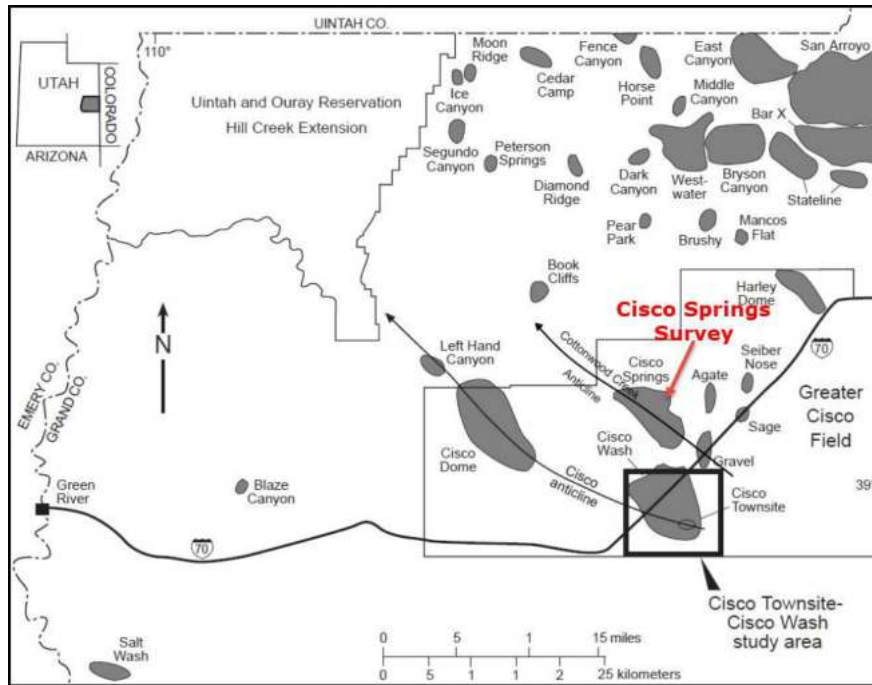 UINTAH CO.
110°
UTAH
COLORADO
ARIZONA
Uintah and Ouray Reservation
Hill Creek Extension
Moon
Ridge
Ice
Canyon
Cedar
Camp
Fence
Canyon
Horse
Point
East
Canyon
San Arroyo
Middle
Canyon
Bar X
Segundo
Canyon
Peterson
Springs
Diamond
Ridge
Dark
Canyon
West-
water
Bryson
Canyon
Stateline
Pear
Park
Brushy
Mancos
Flat
Book
Cliffs
Harley
Dome
Cisco Springs
Survey
N
Left Hand
Canyon
Cottonwood Creek
Anticline
Cisco
Springs
Agate
Seiber
Nose
70
EMERY CO.
GRAND CO.
Greater
Cisco
Field
Sage
Cisco
Dome
Cisco
Wash
Gravel
Cisco
anticline
Cisco
Townsite
39°
Green
River
Blaze
Canyon
70
Cisco Townsite-
Cisco Wash
study area
Salt
Wash
0 5 1 15 miles
0 5 1 1 2 25 kilometers